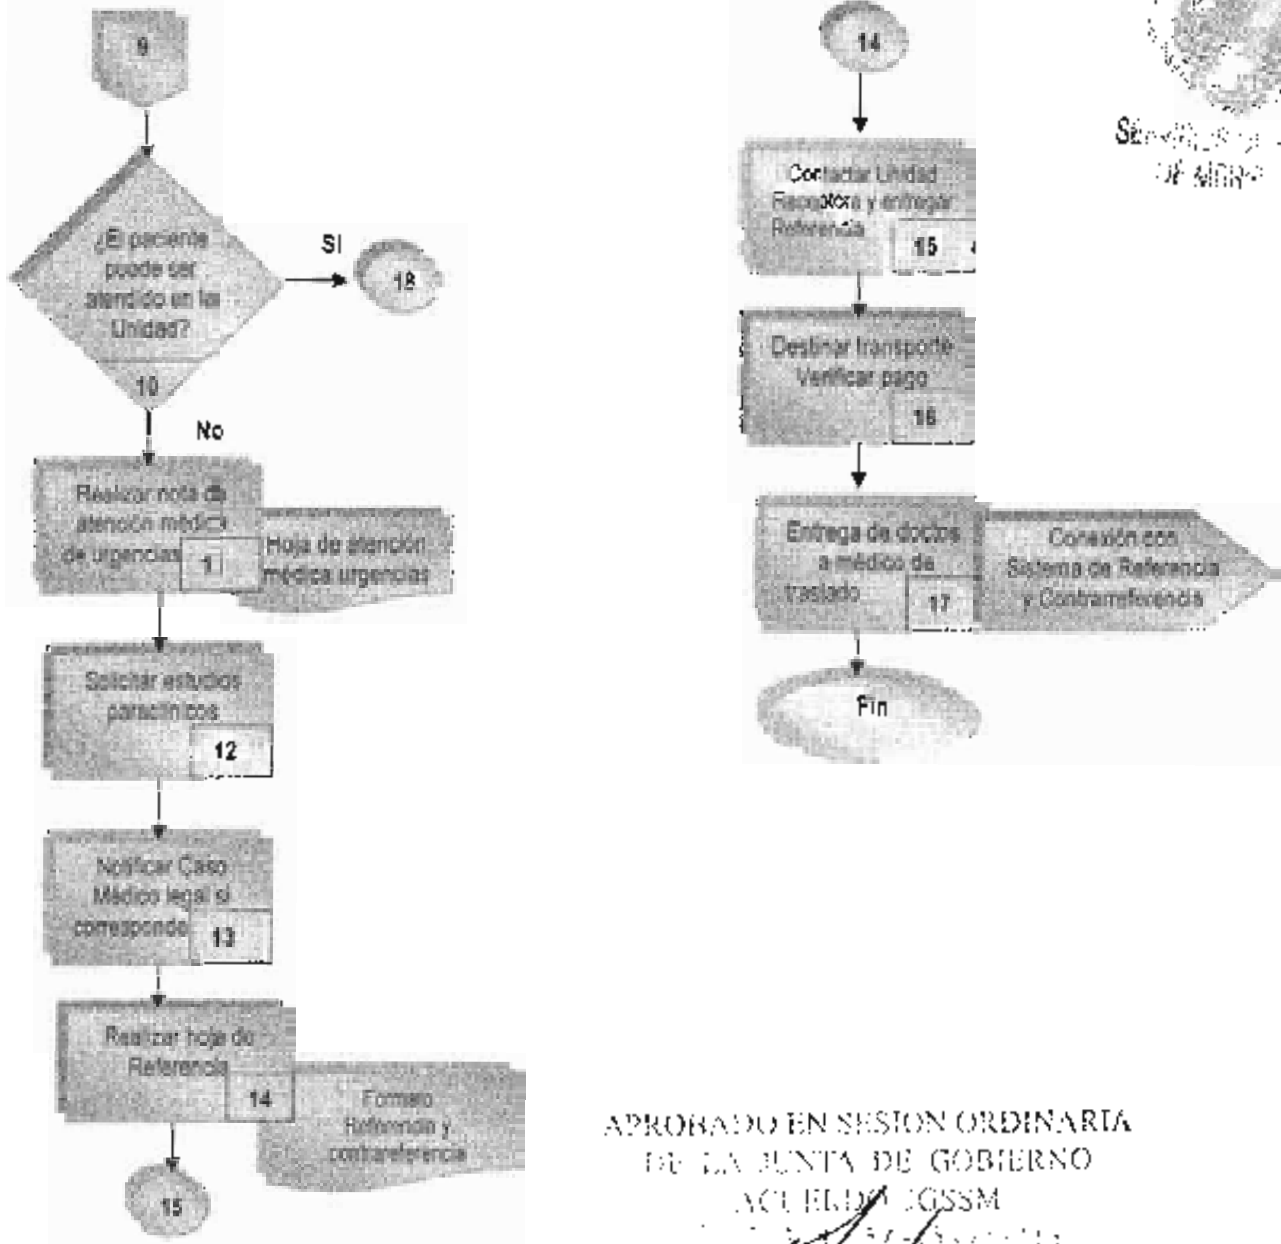 9
¿El paciente
puede ser
atendido en la
Unidad?
10
SI
18
No
Realizar nota de
atención médica
de urgencias
1
Hoja de atención
médica urgencias
Solicitar estudios
paraclínicos
12
Notificar Caso
Médico legal si
corresponde
13
Realizar hoja de
Referencia
14
Formato
Referencia y
contrareferencia
15
14
Contactar Unidad
Receptora y entregar
Referencia
15
Destinar transporte
Verificar pago
16
Entrega de doctos
a médico de
traslado
17
Conexión con
Sistema de Referencia
y Contrarreferencia
Fin
DE
APROBADO EN SESION ORDINARIA
DE LA JUNTA DE GOBIERNO
ACUERDO